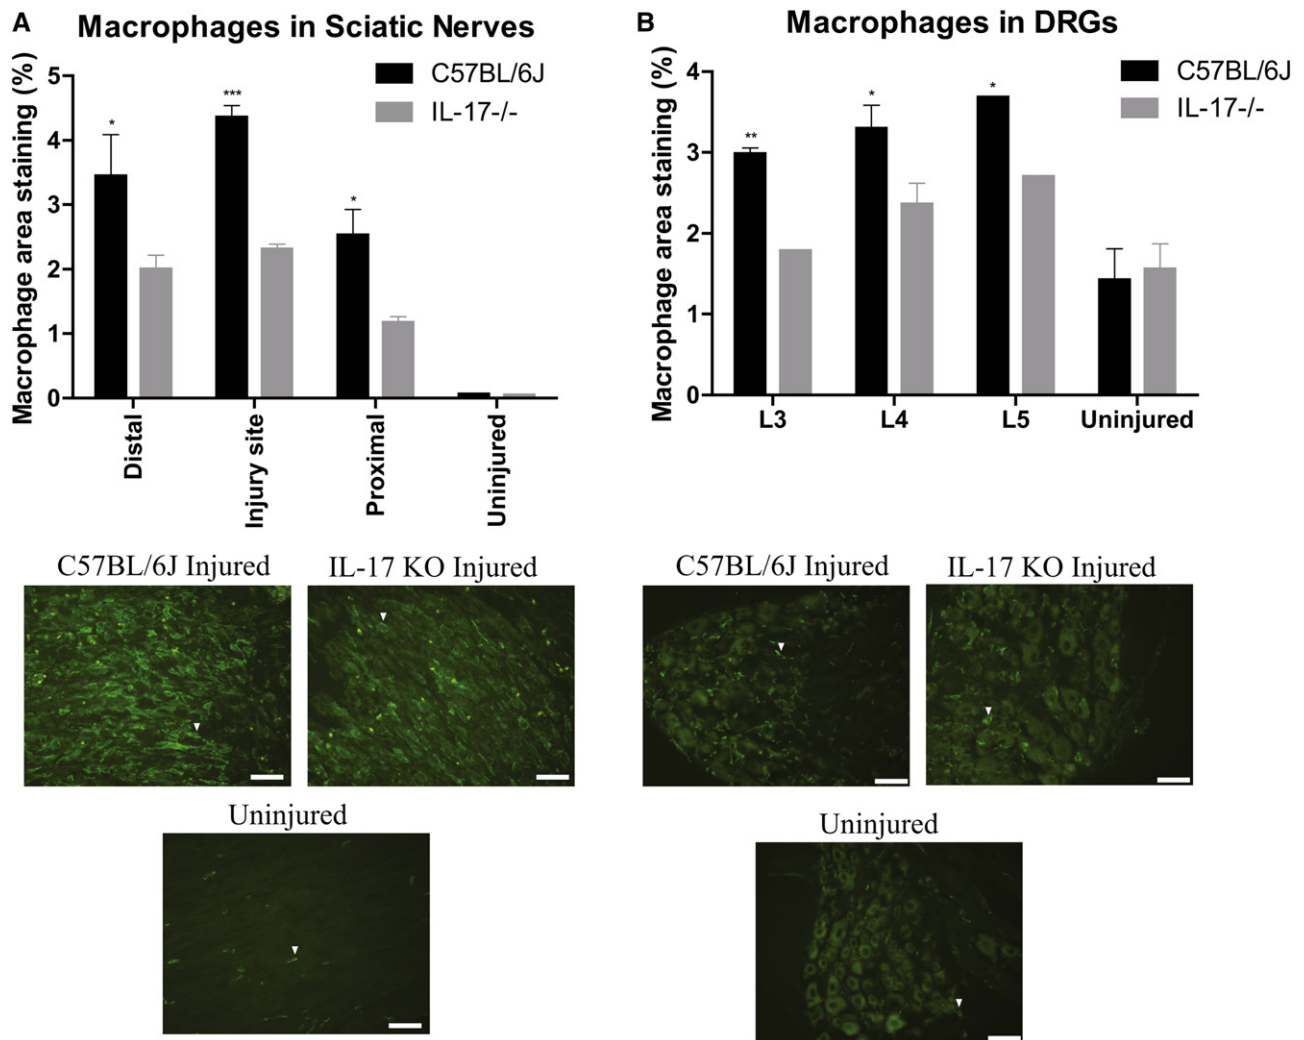 A
Macrophages in Sciatic Nerves
Macrophage area staining (%)
5
4
3
2
1
0
*
***
*
C57BL/6J
IL-17-/-
Distal
Injury site
Proximal
Uninjured
B
Macrophages in DRGs
Macrophage area staining (%)
4
3
2
1
0
**
*
*
C57BL/6J
IL-17-/-
L3
L4
L5
Uninjured
C57BL/6J Injured
IL-17 KO Injured
Uninjured
C57BL/6J Injured
IL-17 KO Injured
Uninjured